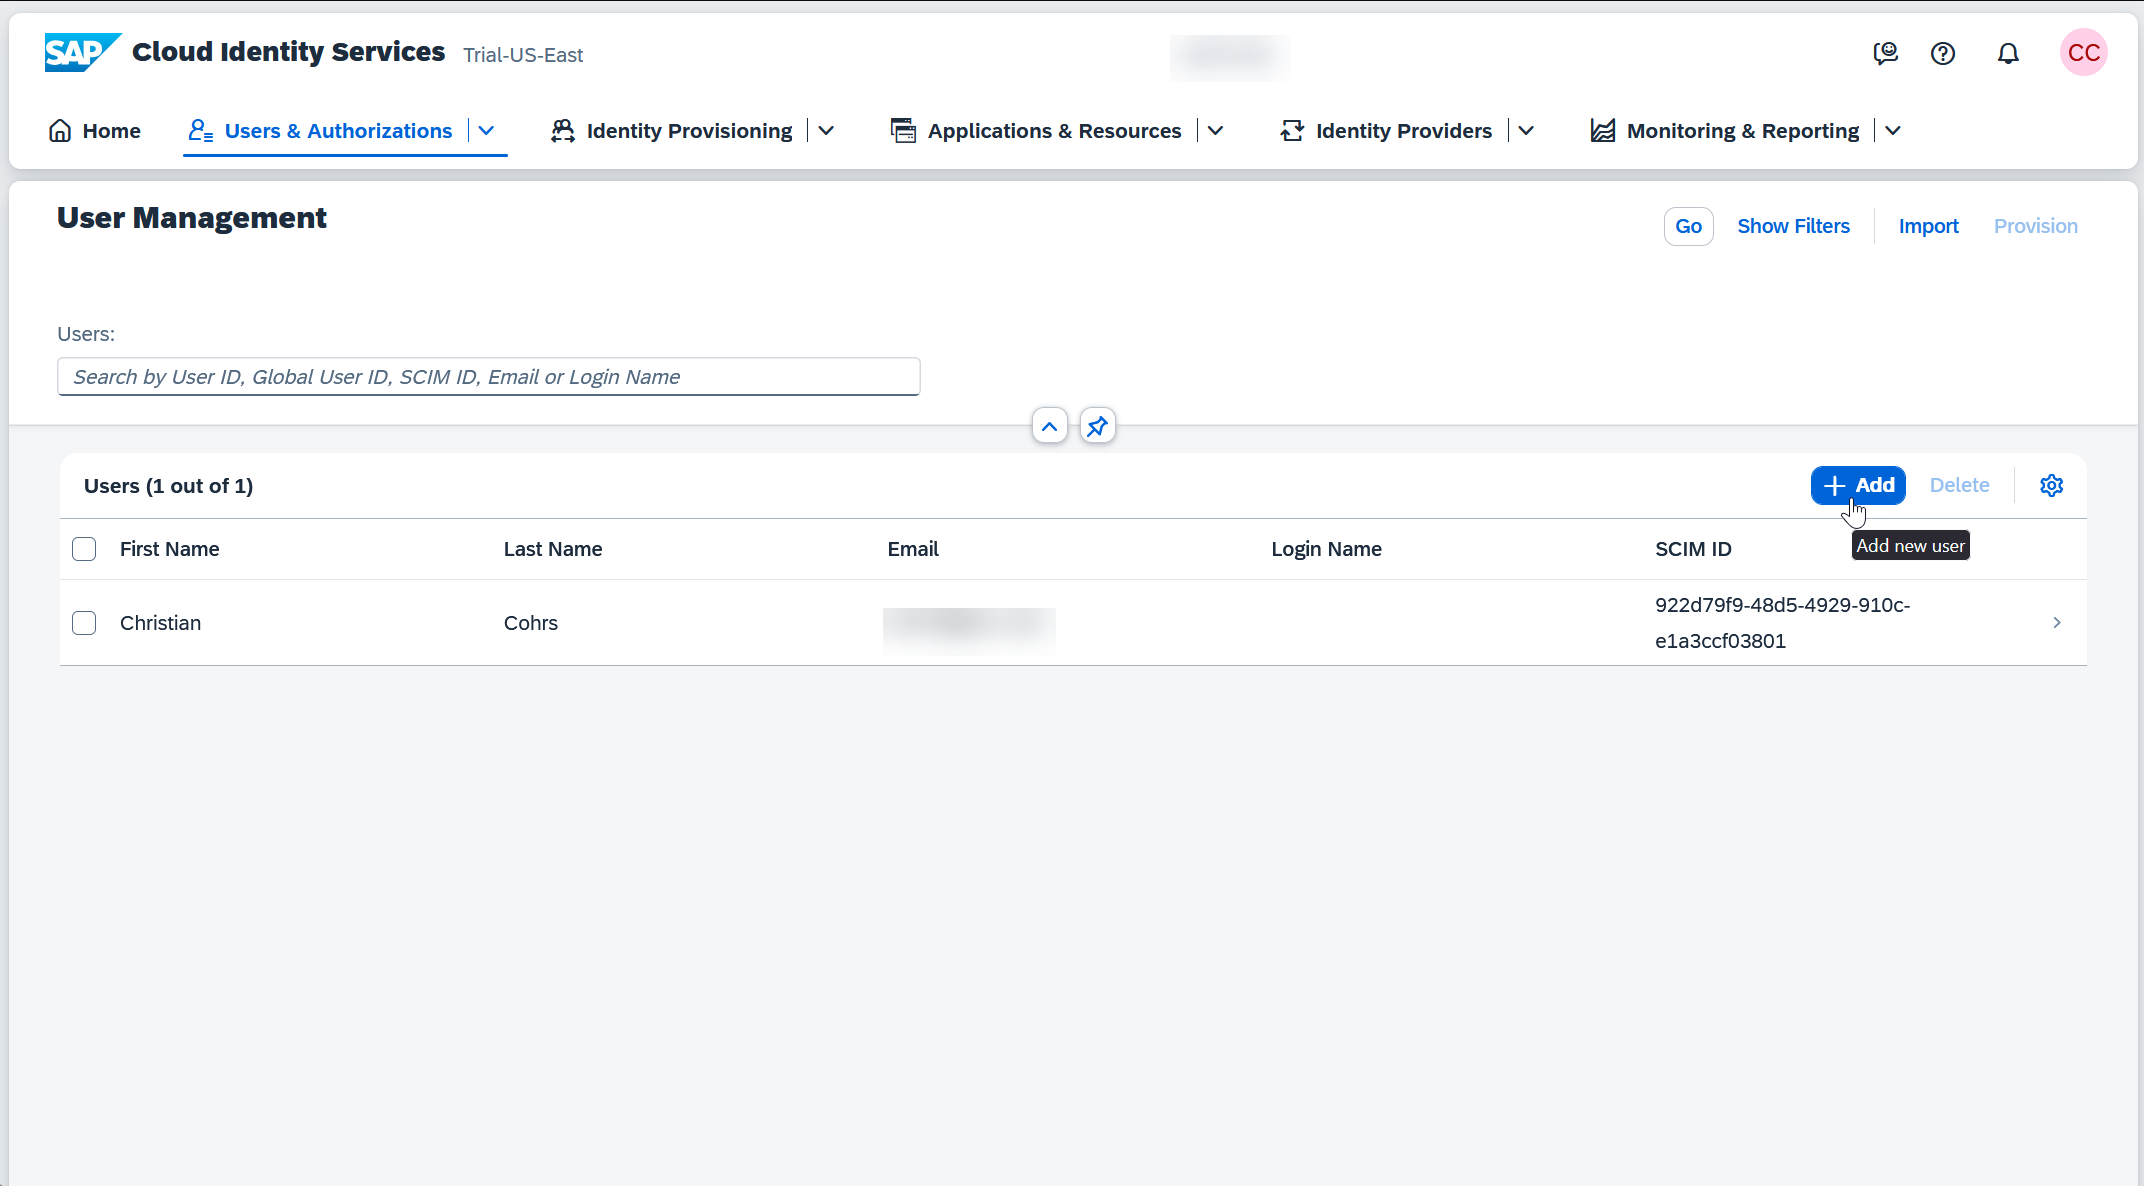 SAP Cloud Identity Services Trial-US-East
CC
Home Users & Authorizations Identity Provisioning Applications & Resources Identity Providers Monitoring & Reporting
User Management
Go Show Filters Import Provision
Users:
Search by User ID, Global User ID, SCIM ID, Email or Login Name
Users (1 out of 1)
Add Delete
Add new user
First Name Last Name Email Login Name SCIM ID
Christian Cohrs 922d79f9-48d5-4929-910c-
e1a3ccf03801